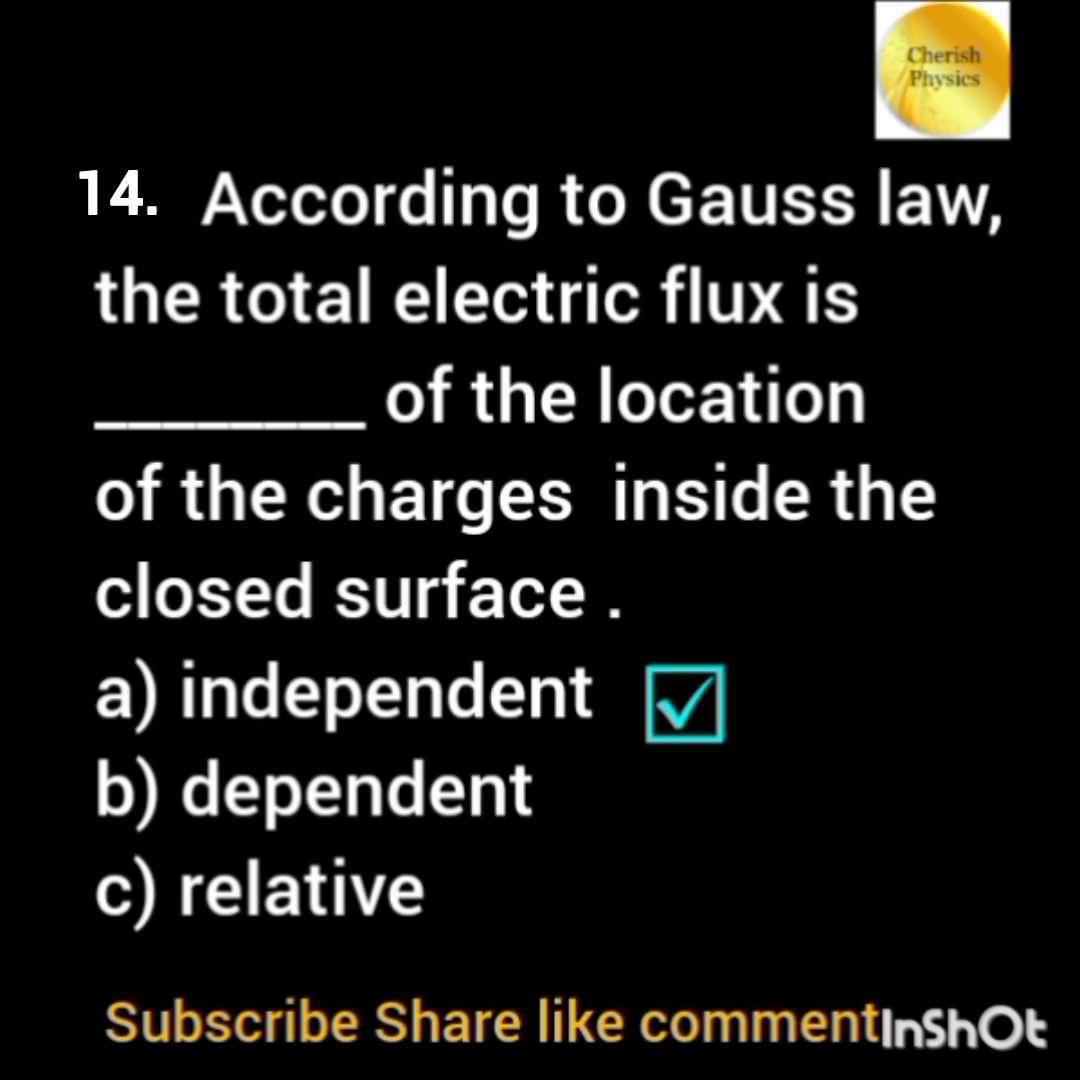 Cherish
Physics
14. According to Gauss law,
the total electric flux is
________ of the location
of the charges inside the
closed surface .
a) independent
b) dependent
c) relative
Subscribe Share like comment InShOt